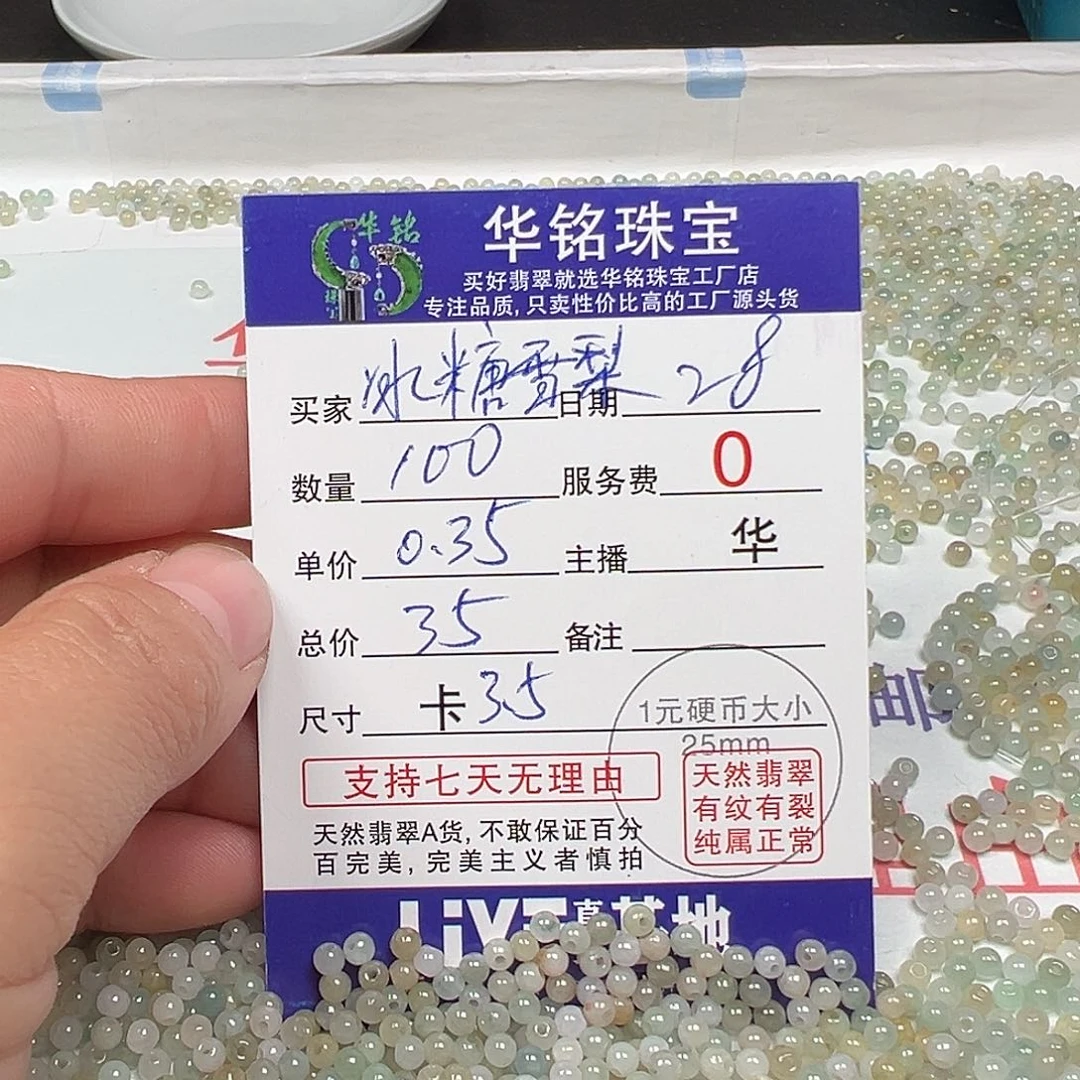 华铭
华铭珠宝
买好翡翠就选华铭珠宝工厂店
专注品质,只卖性价比高的工厂源头货
买家 冰糖雪梨 日期 28
数量 100 服务费 0
单价 0.35 主播 华
总价 35 备注
尺寸 卡35
1元硬币大小
25mm
支持七天无理由
天然翡翠
有纹有裂
纯属正常
天然翡翠A货,不敢保证百分
百完美,完美主义者慎拍